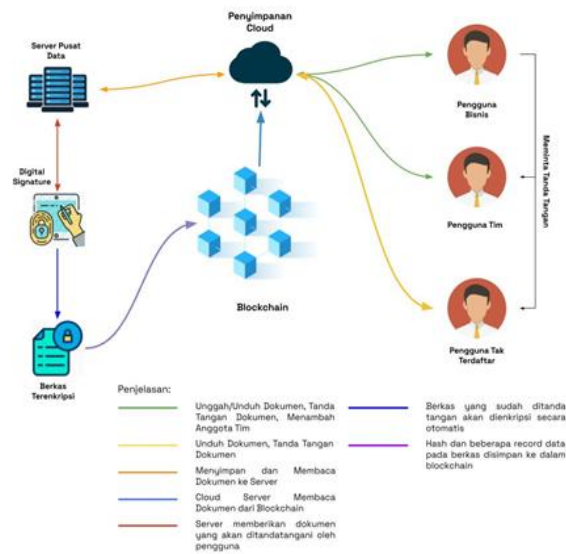 Penyimpanan
Cloud
Server Pusat
Data
Pengguna
Bisnis
Digital
Signature
Meminta Tanda Tangan
Pengguna Tim
Blockchain
Berkas
Terenkripsi
Pengguna Tak
Terdaftar
Penjelasan:
Unggah/Unduh Dokumen, Tanda
Tangan Dokumen, Menambah
Anggota Tim
Unduh Dokumen, Tanda Tangan
Dokumen
Menyimpan dan Membaca
Dokumen ke Server
Cloud Server Membaca
Dokumen dari Blockchain
Server memberikan dokumen
yang akan ditandatangani oleh
pengguna
Berkas yang sudah ditanda
tangan akan dienkripsi secara
otomatis
Hash dan beberapa record data
pada berkas disimpan ke dalam
blockchain